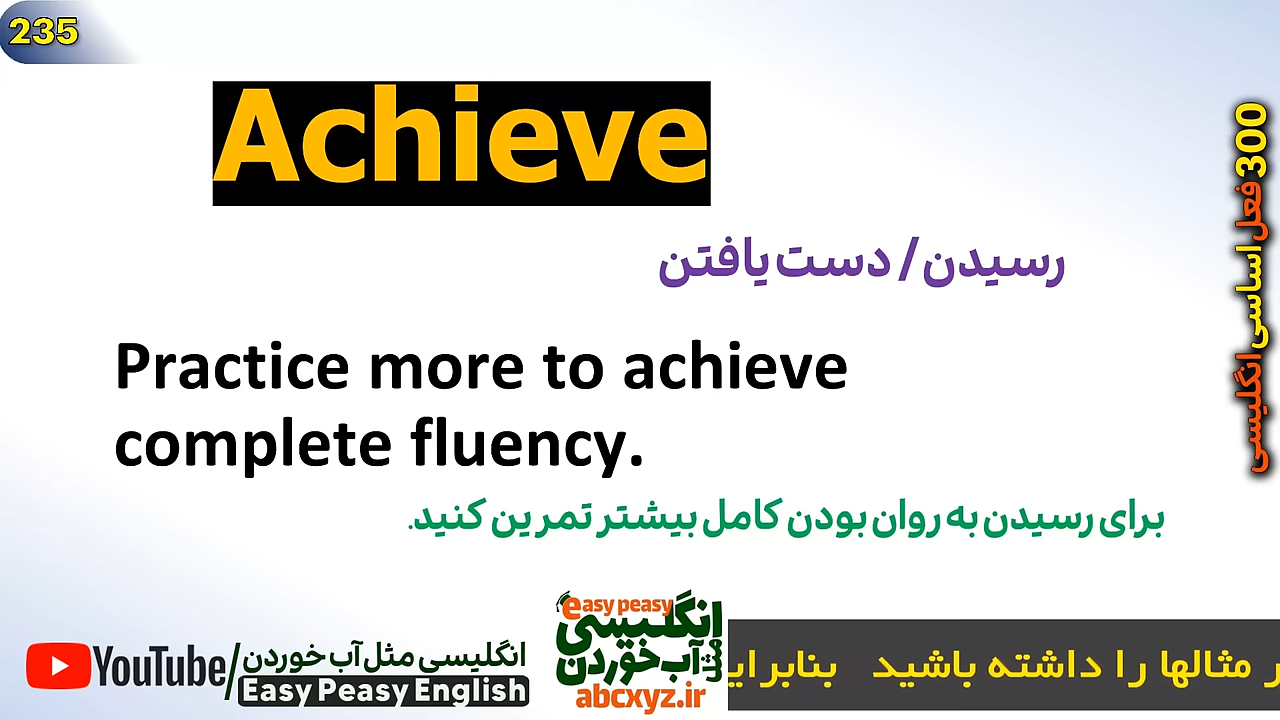 235
Achieve
رسیدن / دست یافتن
Practice more to achieve
complete fluency.
برای رسیدن به روان بودن کامل بیشتر تمرین کنید.
300 فعل اساسی انگلیسی
YouTube/انگلیسی مثل آب خوردن
Easy Peasy English
easy peasy
انگلیسی
مثل
آب خوردن
abcxyz.ir
مثالها را داشته باشید